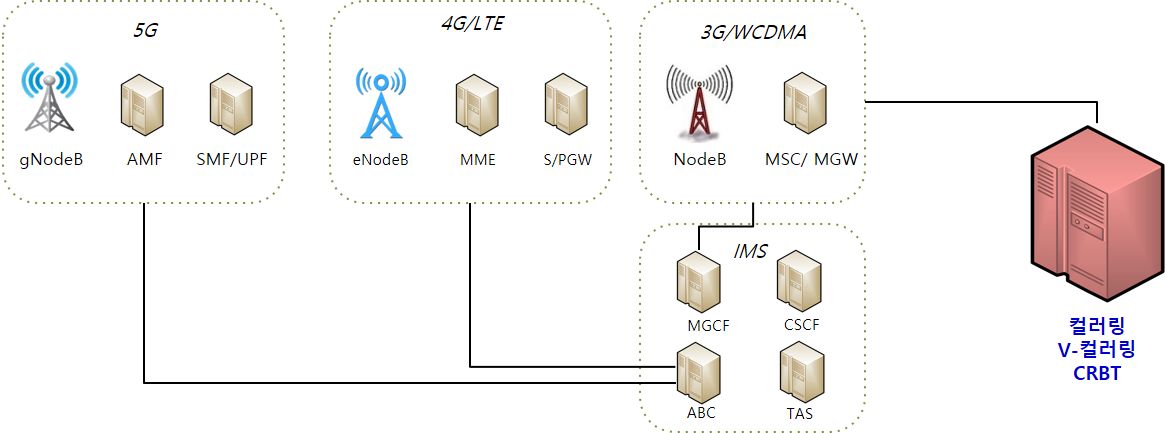 5G
4G/LTE
3G/WCDMA
gNodeB
AMF
SMF/UPF
eNodeB
MME
S/PGW
NodeB
MSC/ MGW
IMS
MGCF
CSCF
ABC
TAS
컬러링
V-컬러링
CRBT